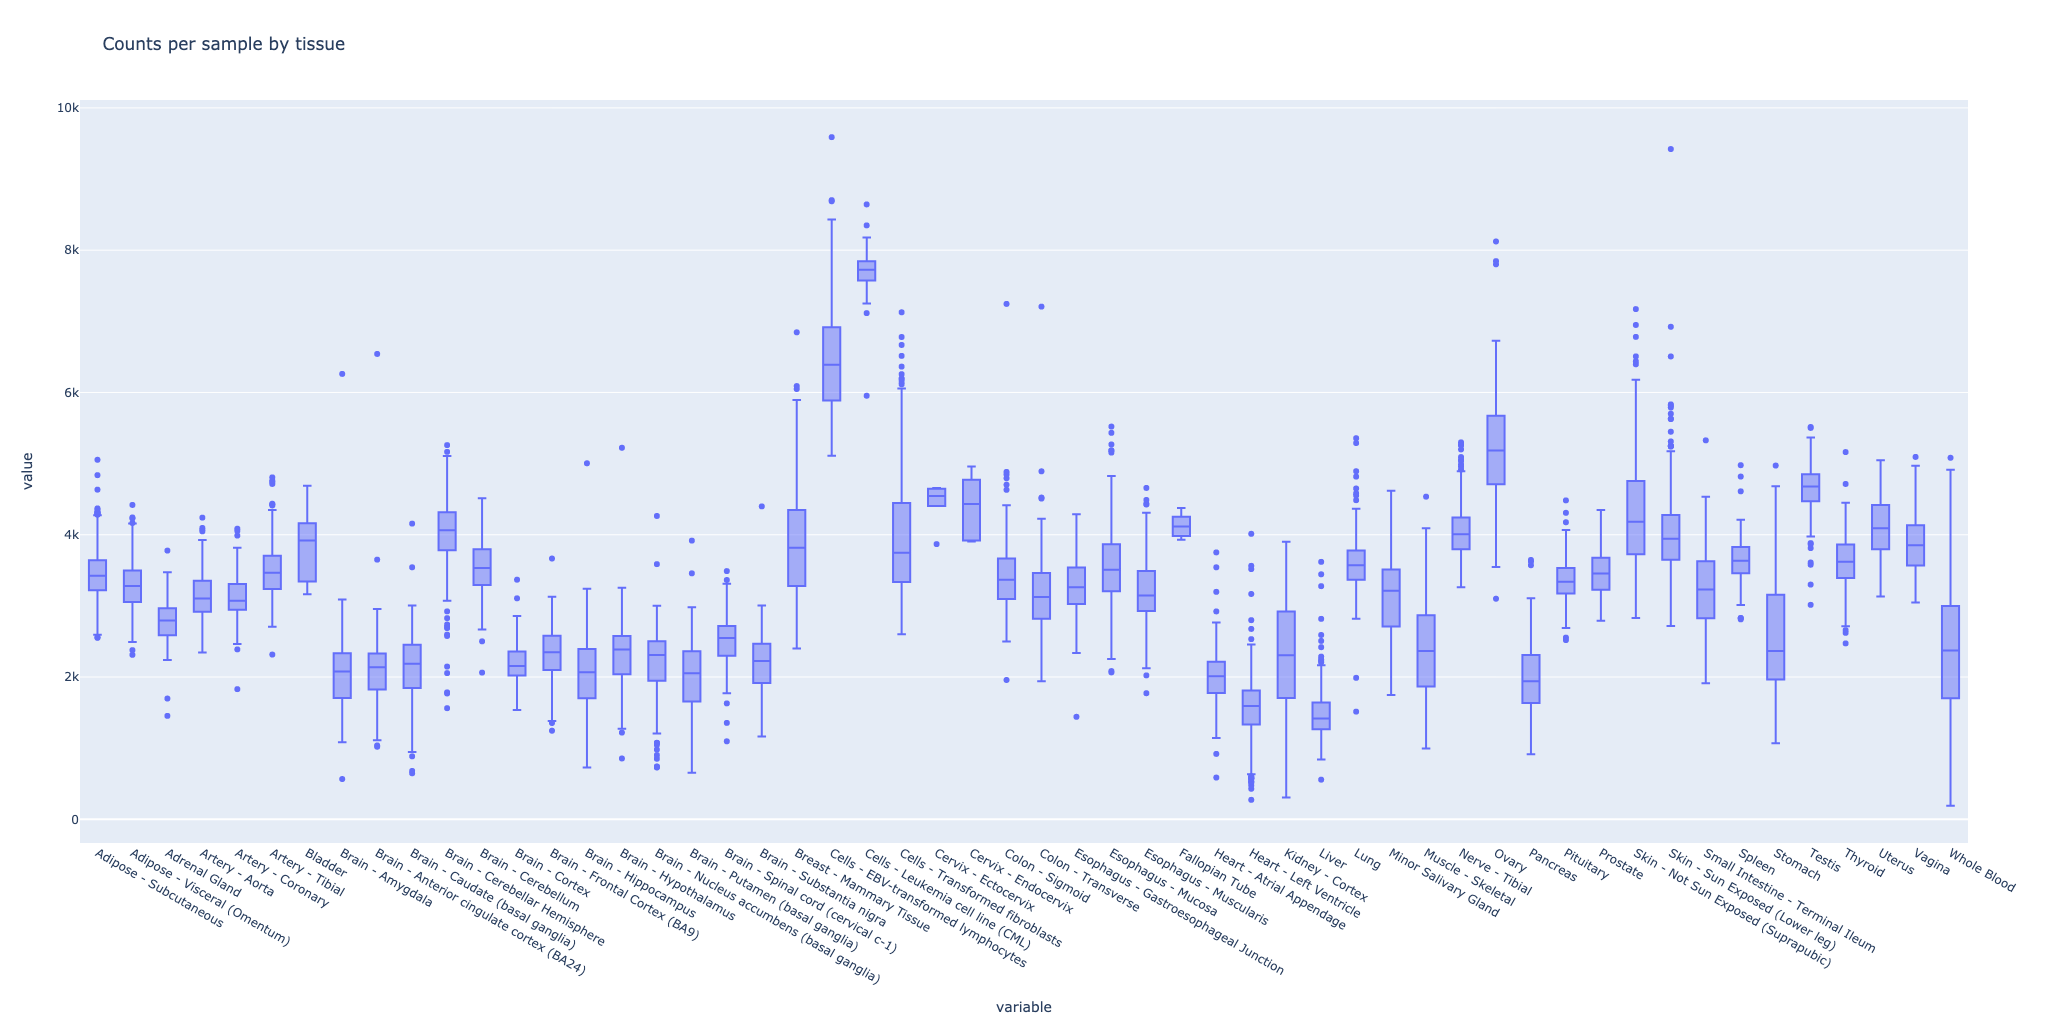 Counts per sample by tissue
10k
8k
6k
4k
2k
0
value
Adipose - Subcutaneous
Adipose - Visceral (Omentum)
Adrenal Gland
Artery - Aorta
Artery - Coronary
Artery - Tibial
Bladder
Brain - Amygdala
Brain - Anterior cingulate cortex (BA24)
Brain - Caudate (basal ganglia)
Brain - Cerebellar Hemisphere
Brain - Cerebellum
Brain - Cortex
Brain - Frontal Cortex (BA9)
Brain - Hippocampus
Brain - Hypothalamus
Brain - Nucleus accumbens (basal ganglia)
Brain - Putamen (basal ganglia)
Brain - Spinal cord (cervical c-1)
Brain - Substantia nigra
Breast - Mammary Tissue
Cells - EBV-transformed lymphocytes
Cells - Leukemia cell line (CML)
Cells - Transformed fibroblasts
Cervix - Ectocervix
Cervix - Endocervix
Colon - Sigmoid
Colon - Transverse
Esophagus - Gastroesophageal Junction
Esophagus - Mucosa
Esophagus - Muscularis
Fallopian Tube
Heart - Atrial Appendage
Heart - Left Ventricle
Kidney - Cortex
Liver
Lung
Minor Salivary Gland
Muscle - Skeletal
Nerve - Tibial
Ovary
Pancreas
Pituitary
Prostate
Skin - Not Sun Exposed (Suprapubic)
Skin - Sun Exposed (Lower leg)
Small Intestine - Terminal Ileum
Spleen
Stomach
Testis
Thyroid
Uterus
Vagina
Whole Blood
variable